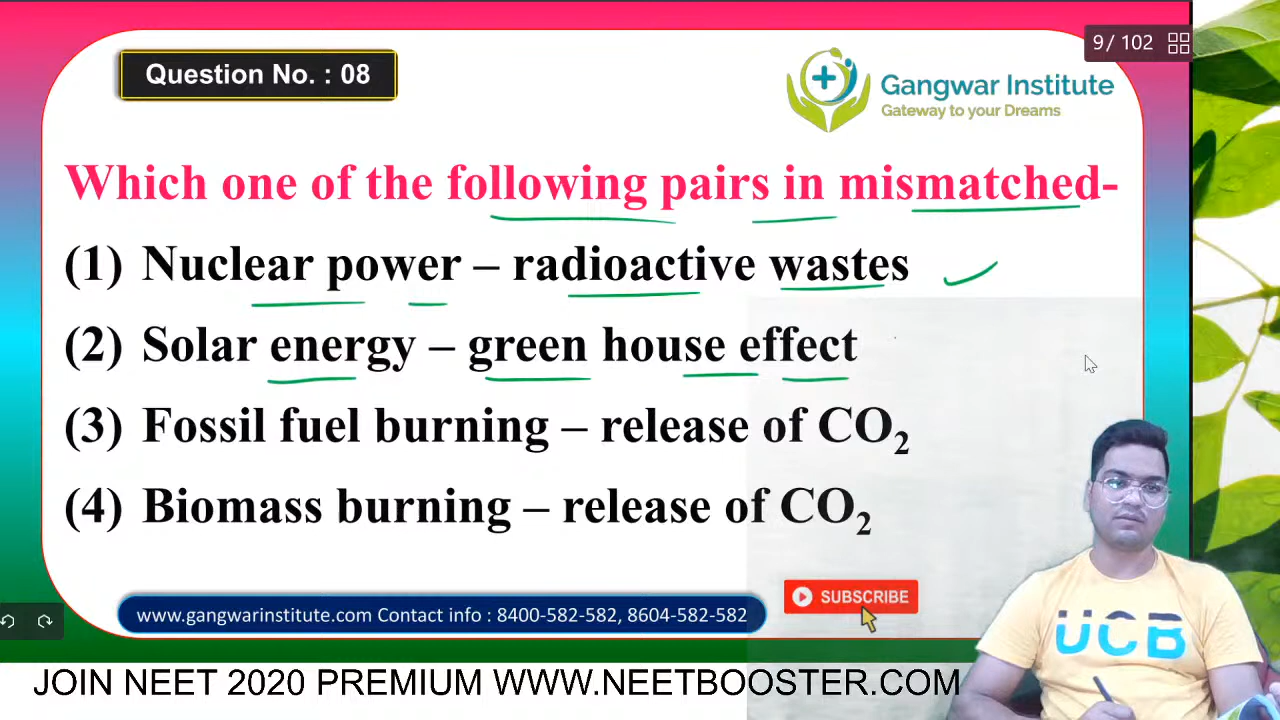 9 / 102
Question No. : 08
Gangwar Institute
Gateway to your Dreams
Which one of the following pairs in mismatched-
(1) Nuclear power – radioactive wastes
(2) Solar energy – green house effect
(3) Fossil fuel burning – release of CO₂
(4) Biomass burning – release of CO₂
SUBSCRIBE
www.gangwarinstitute.com Contact info : 8400-582-582, 8604-582-582
UCB
JOIN NEET 2020 PREMIUM WWW.NEETBOOSTER.COM